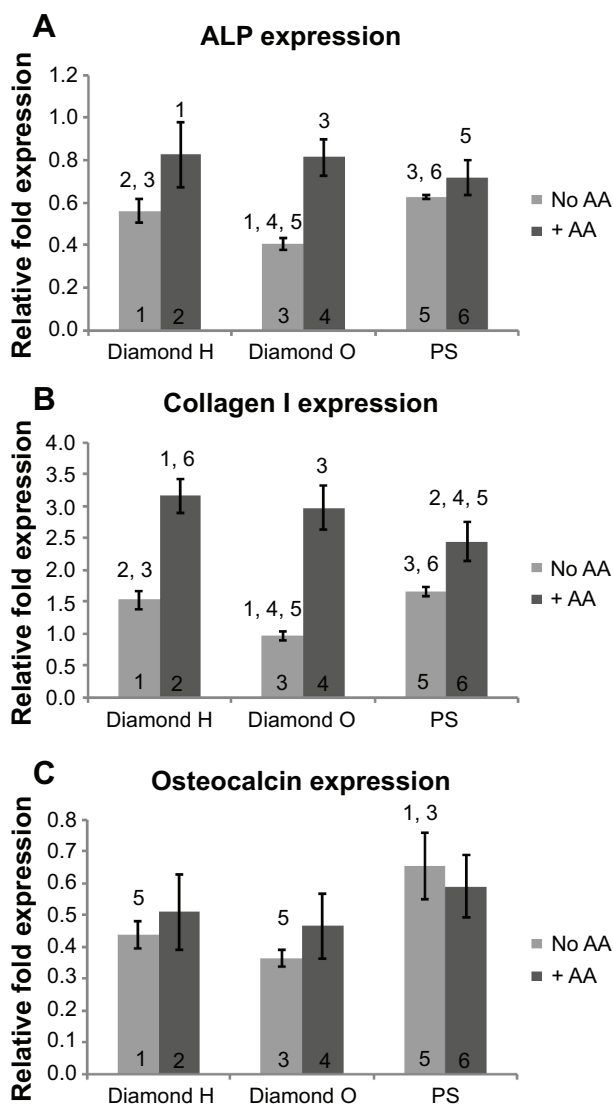 A
ALP expression
Relative fold expression
1.2
1.0
0.8
0.6
0.4
0.2
0.0
2, 3
1
1, 4, 5
3
3, 6
5
1
2
3
4
5
6
Diamond H
Diamond O
PS
No AA
+ AA
B
Collagen I expression
Relative fold expression
4.0
3.5
3.0
2.5
2.0
1.5
1.0
0.5
0.0
2, 3
1, 6
1, 4, 5
3
3, 6
2, 4, 5
1
2
3
4
5
6
Diamond H
Diamond O
PS
No AA
+ AA
C
Osteocalcin expression
Relative fold expression
0.8
0.7
0.6
0.5
0.4
0.3
0.2
0.1
0.0
5
5
1, 3
1
2
3
4
5
6
Diamond H
Diamond O
PS
No AA
+ AA